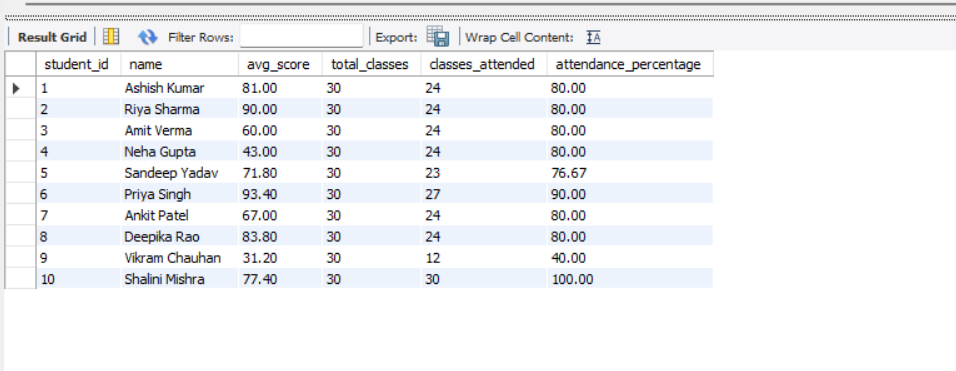 Result Grid Filter Rows: Export: Wrap Cell Content: IA
student_id name avg_score total_classes classes_attended attendance_percentage
1 Ashish Kumar 81.00 30 24 80.00
2 Riya Sharma 90.00 30 24 80.00
3 Amit Verma 60.00 30 24 80.00
4 Neha Gupta 43.00 30 24 80.00
5 Sandeep Yadav 71.80 30 23 76.67
6 Priya Singh 93.40 30 27 90.00
7 Ankit Patel 67.00 30 24 80.00
8 Deepika Rao 83.80 30 24 80.00
9 Vikram Chauhan 31.20 30 12 40.00
10 Shalini Mishra 77.40 30 30 100.00